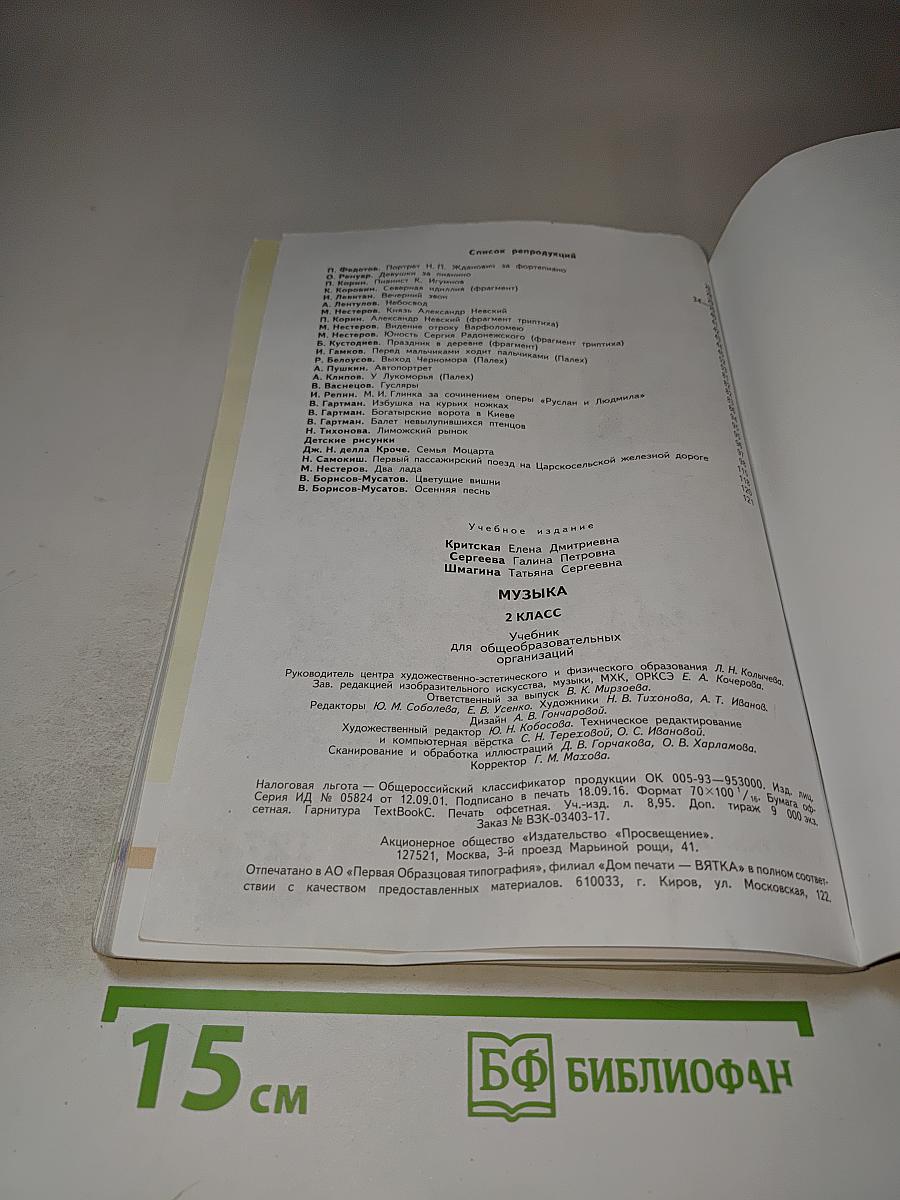 Список репродукций
П. Федотов. Портрет Н. П. Жданович за фортепиано
О. Ренуар. Девушки за пианино
П. Корин. Пианист К. Игумнов
К. Коровин. Северная идиллия (фрагмент)
И. Левитан. Вечерний звон
А. Лентулов. Небосвод
М. Нестеров. Князь Александр Невский
П. Корин. Александр Невский (фрагмент триптиха)
М. Нестеров. Видение отроку Варфоломею
М. Нестеров. Юность Сергия Радонежского (фрагмент триптиха)
Б. Кустодиев. Праздник в деревне (фрагмент)
И. Гамков. Перед мальчиками ходит пальчиками (Палех)
Р. Белоусов. Выход Черномора (Палех)
А. Пушкин. Автопортрет
А. Клипов. У Лукоморья (Палех)
В. Васнецов. Гусляры
И. Репин. М. И. Глинка за сочинением оперы «Руслан и Людмила»
В. Гартман. Избушка на курьих ножках
В. Гартман. Богатырские ворота в Киеве
В. Гартман. Балет невылупившихся птенцов
Н. Тихонова. Лиможский рынок
Детские рисунки
Дж. Н. делла Кроче. Семья Моцарта
Н. Самокиш. Первый пассажирский поезд на Царскосельской железной дороге
М. Нестеров. Два лада 118
В. Борисов-Мусатов. Цветущие вишни 120
В. Борисов-Мусатов. Осенняя песнь 121
Учебное издание
Критская Елена Дмитриевна
Сергеева Галина Петровна
Шмагина Татьяна Сергеевна
МУЗЫКА
2 КЛАСС
Учебник
для общеобразовательных
организаций
Руководитель центра художественно-эстетического и физического образования Л. Н. Колычева.
Зав. редакцией изобразительного искусства, музыки, МХК, ОРКСЭ Е. А. Кочерова.
Ответственный за выпуск В. К. Мирзоева.
Редакторы Ю. М. Соболева, Е. В. Усенко. Художники Н. В. Тихонова, А. Т. Иванов.
Дизайн А. В. Гончаровой.
Художественный редактор Ю. Н. Кобосова. Техническое редактирование
и компьютерная вёрстка С. Н. Тереховой, О. С. Ивановой.
Сканирование и обработка иллюстраций Д. В. Горчакова, О. В. Харламова.
Корректор Г. М. Махова.
Налоговая льгота — Общероссийский классификатор продукции ОК 005-93—953000. Изд. лиц.
Серия ИД № 05824 от 12.09.01. Подписано в печать 18.09.16. Формат 70×100 1/16. Бумага оф-
сетная. Гарнитура TextBookC. Печать офсетная. Уч.-изд. л. 8,95. Доп. тираж 9 000 экз.
Заказ № ВЗК-03403-17.
Акционерное общество «Издательство «Просвещение».
127521, Москва, 3-й проезд Марьиной рощи, 41.
Отпечатано в АО «Первая Образцовая типография», филиал «Дом печати — ВЯТКА» в полном соответ-
ствии с качеством предоставленных материалов. 610033, г. Киров, ул. Московская, 122.
15 см
БФ БИБЛИОФАН